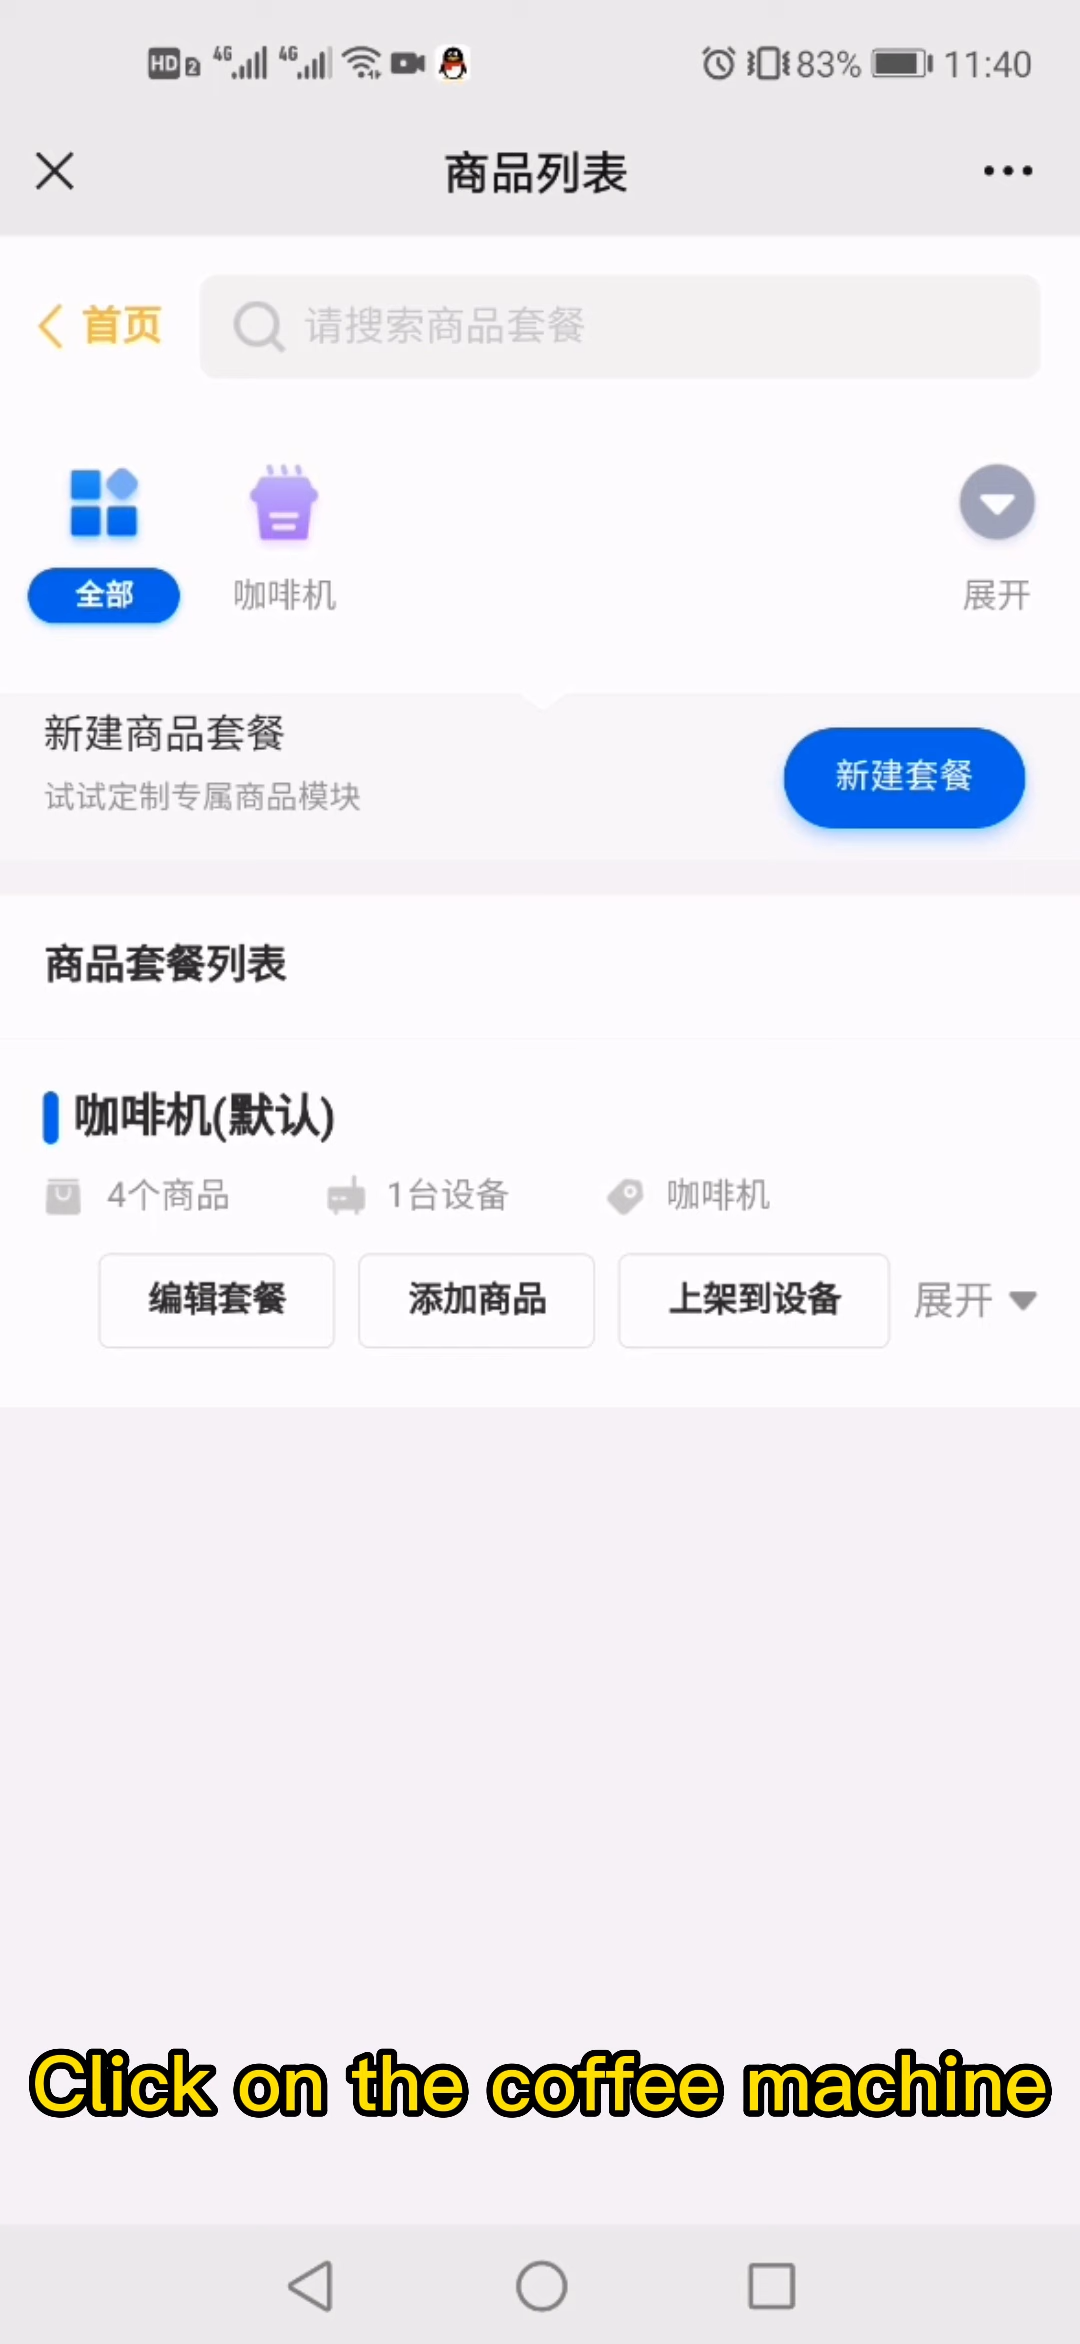 HD 2 4G 4G 83% 11:40
商品列表
首页 请搜索商品套餐
全部 咖啡机 展开
新建商品套餐
试试定制专属商品模块
新建套餐
商品套餐列表
咖啡机(默认)
4个商品 1台设备 咖啡机
编辑套餐 添加商品 上架到设备 展开
Click on the coffee machine